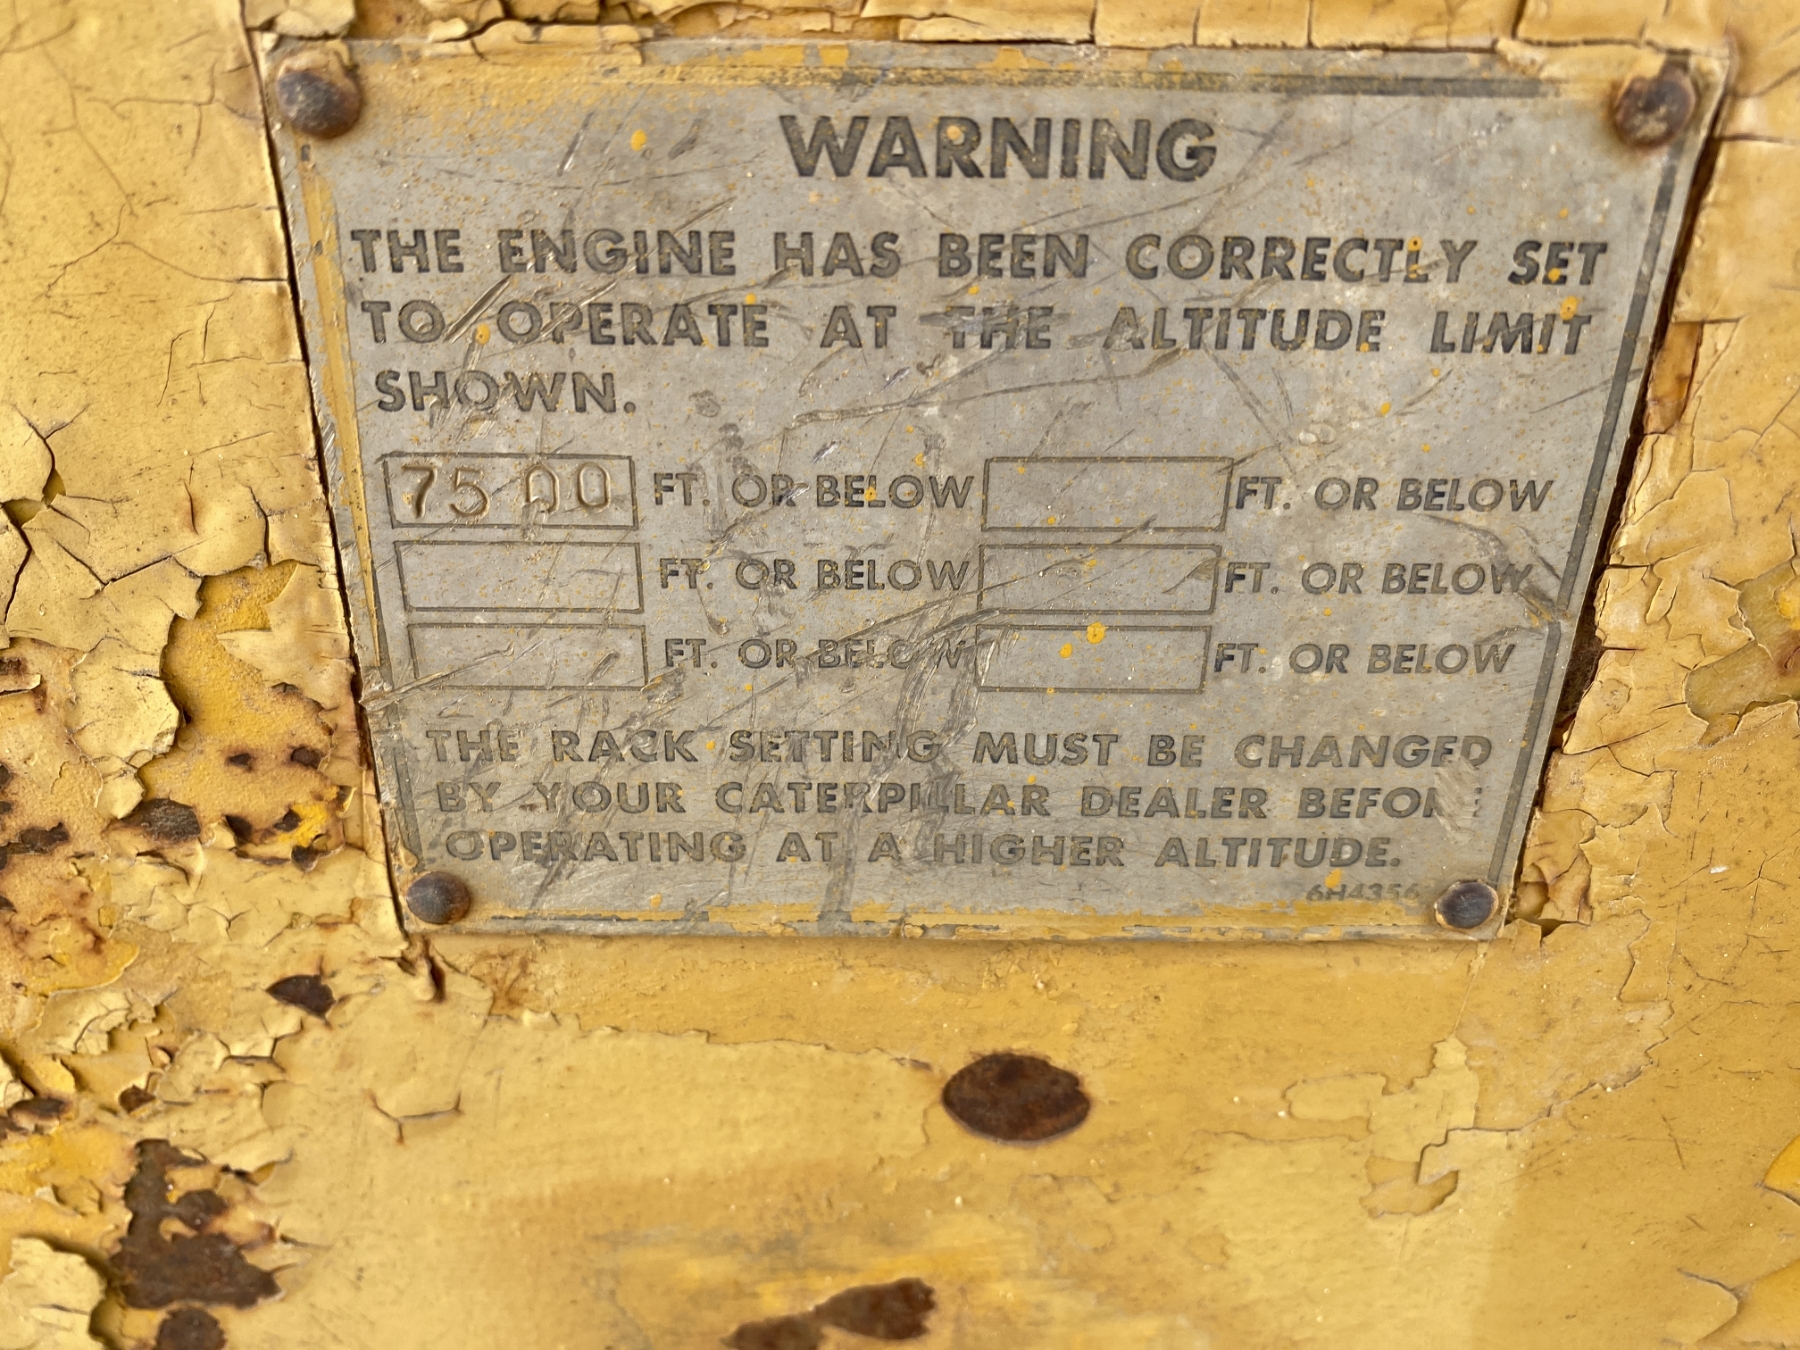 WARNING
THE ENGINE HAS BEEN CORRECTLY SET
TO OPERATE AT THE ALTITUDE LIMIT
SHOWN.
7500 FT. OR BELOW FT. OR BELOW
FT. OR BELOW FT. OR BELOW
FT. OR BELOW FT. OR BELOW
THE RACK SETTING MUST BE CHANGED
BY YOUR CATERPILLAR DEALER BEFORE
OPERATING AT A HIGHER ALTITUDE.
6H4356